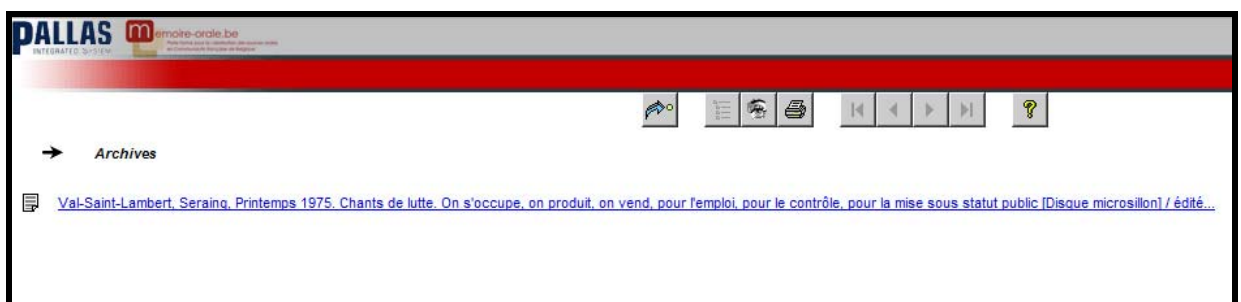 PALLAS
INTEGRATED SYSTEM
memoire-orale.be
Archives
Val-Saint-Lambert, Seraing, Printemps 1975. Chants de lutte. On s'occupe, on produit, on vend, pour l'emploi, pour le contrôle, pour la mise sous statut public [Disque microsillon] / édité...